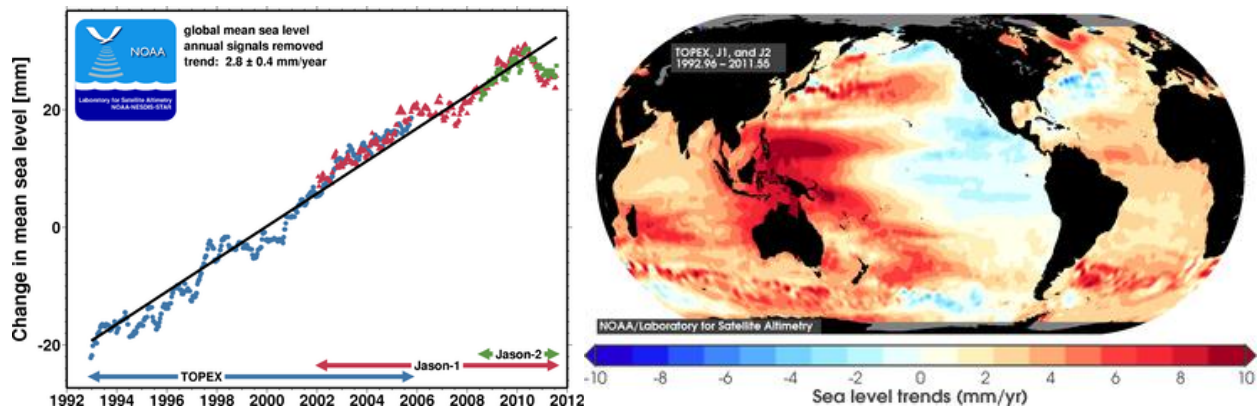 NOAA
Laboratory for Satellite Altimetry
NOAA-NESDIS-STAR
global mean sea level
annual signals removed
trend: 2.8 ± 0.4 mm/year
Change in mean sea level [mm]
20
0
-20
Jason-2
Jason-1
TOPEX
1992 1994 1996 1998 2000 2002 2004 2006 2008 2010 2012
TOPEX, J1, and J2
1992.96 – 2011.55
NOAA/Laboratory for Satellite Altimetry
-10 -8 -6 -4 -2 0 2 4 6 8 10
Sea level trends (mm/yr)